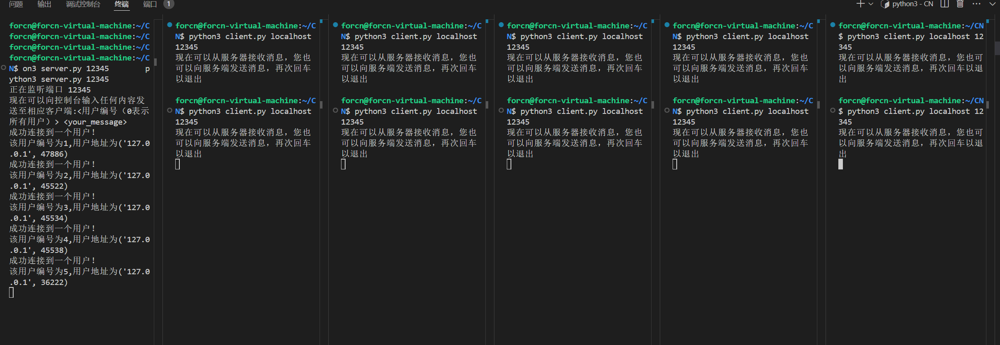 问题 输出 调试控制台 终端 端口 1
python3 - CN
forcn@forcn-virtual-machine:~/C
forcn@forcn-virtual-machine:~/C
forcn@forcn-virtual-machine:~/C
forcn@forcn-virtual-machine:~/C
N$ on3 server.py 12345        p
ython3 server.py 12345
正在监听端口 12345
现在可以向控制台输入任何内容发
送至相应客户端:<用户编号（0表示
所有用户）> <your_message>
成功连接到一个用户！
该用户编号为1,用户地址为('127.0
.0.1', 47886)
成功连接到一个用户！
该用户编号为2,用户地址为('127.0
.0.1', 45522)
成功连接到一个用户！
该用户编号为3,用户地址为('127.0
.0.1', 45534)
成功连接到一个用户！
该用户编号为4,用户地址为('127.0
.0.1', 45538)
成功连接到一个用户！
该用户编号为5,用户地址为('127.0
.0.1', 36222)
forcn@forcn-virtual-machine:~/C
N$ python3 client.py localhost
12345
现在可以从服务器接收消息，您也
可以向服务端发送消息，再次回车
以退出
forcn@forcn-virtual-machine:~/C
N$ python3 client.py localhost
12345
现在可以从服务器接收消息，您也
可以向服务端发送消息，再次回车
以退出
forcn@forcn-virtual-machine:~/C
N$ python3 client.py localhost
12345
现在可以从服务器接收消息，您也
可以向服务端发送消息，再次回车
以退出
forcn@forcn-virtual-machine:~/C
N$ python3 client.py localhost
12345
现在可以从服务器接收消息，您也
可以向服务端发送消息，再次回车
以退出
forcn@forcn-virtual-machine:~/C
N$ python3 client.py localhost
12345
现在可以从服务器接收消息，您也
可以向服务端发送消息，再次回车
以退出
forcn@forcn-virtual-machine:~/C
N$ python3 client.py localhost
12345
现在可以从服务器接收消息，您也
可以向服务端发送消息，再次回车
以退出
forcn@forcn-virtual-machine:~/C
N$ python3 client.py localhost
12345
现在可以从服务器接收消息，您也
可以向服务端发送消息，再次回车
以退出
forcn@forcn-virtual-machine:~/C
N$ python3 client.py localhost
12345
现在可以从服务器接收消息，您也
可以向服务端发送消息，再次回车
以退出
forcn@forcn-virtual-machine:~/CN
$ python3 client.py localhost 12
345
现在可以从服务器接收消息，您也可
以向服务端发送消息，再次回车以退
出
forcn@forcn-virtual-machine:~/CN
$ python3 client.py localhost 12
345
现在可以从服务器接收消息，您也可
以向服务端发送消息，再次回车以退
出